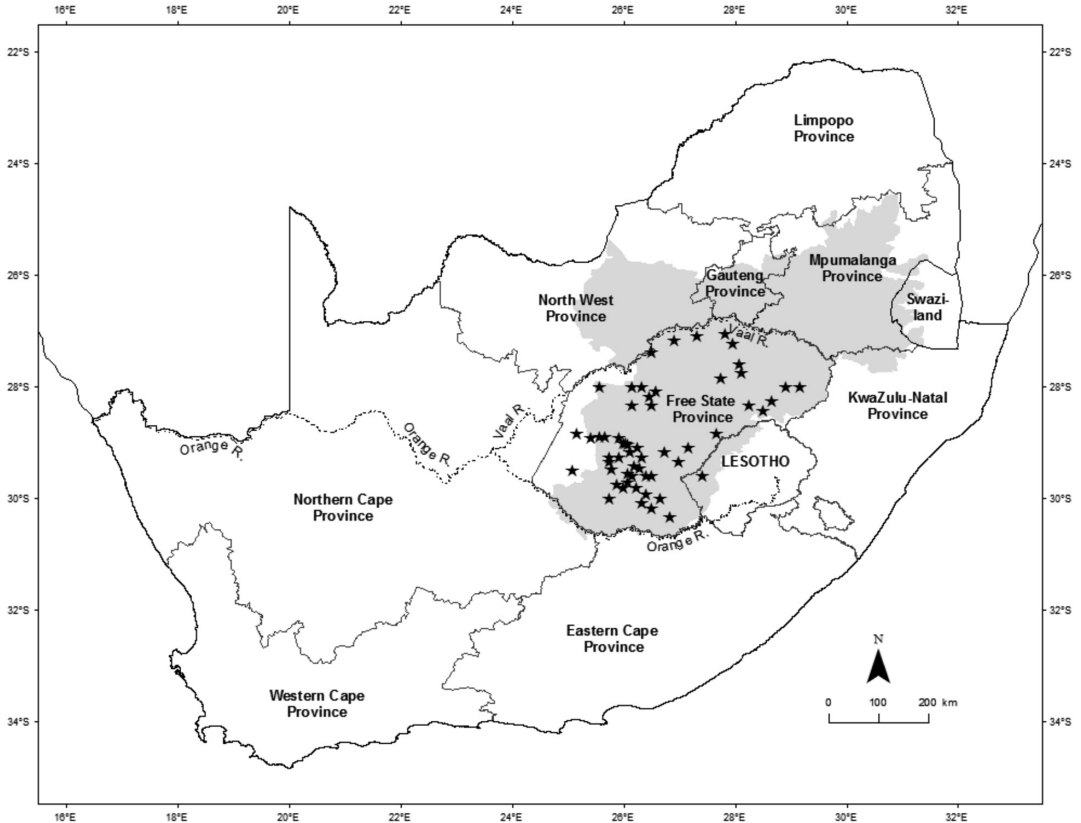 16°E 18°E 20°E 22°E 24°E 26°E 28°E 30°E 32°E
22°S 22°S
Limpopo
Province
24°S 24°S
Mpumalanga
Province
26°S 26°S
Gauteng
Province
North West
Province
Swazi-
land
Vaal R.
28°S 28°S
Free State
Province
KwaZulu-Natal
Province
Vaal R.
Orange R.
Orange R.
LESOTHO
30°S 30°S
Northern Cape
Province
Orange R.
32°S 32°S
Eastern Cape
Province
N
Western Cape
Province
0 100 200 km
34°S 34°S
16°E 18°E 20°E 22°E 24°E 26°E 28°E 30°E 32°E